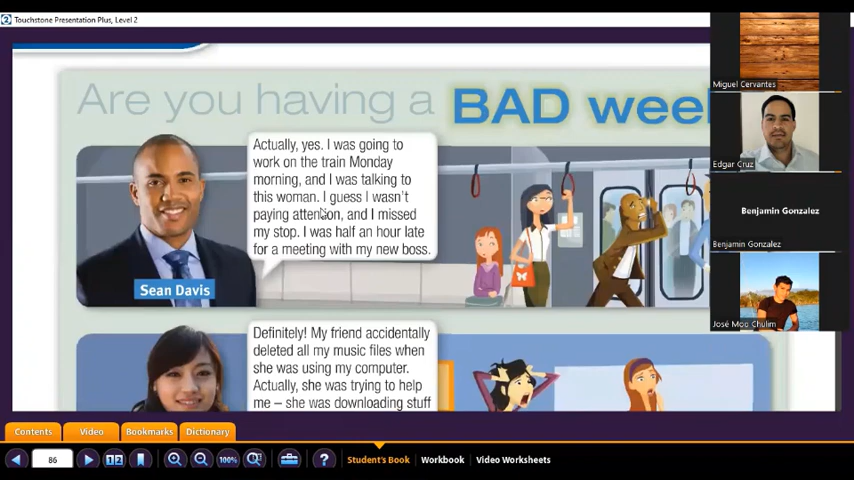 Touchstone Presentation Plus, Level 2
Are you having a BAD wee
Actually, yes. I was going to
work on the train Monday
morning, and I was talking to
this woman. I guess I wasn't
paying attention, and I missed
my stop. I was half an hour late
for a meeting with my new boss.
Sean Davis
Definitely! My friend accidentally
deleted all my music files when
she was using my computer.
Actually, she was trying to help
me – she was downloading stuff
Miguel Cervantes
Edgar Cruz
Benjamin Gonzalez
Benjamin Gonzalez
José Moo Chulim
Contents
Video
Bookmarks
Dictionary
86
12
100%
?
Student's Book
Workbook
Video Worksheets